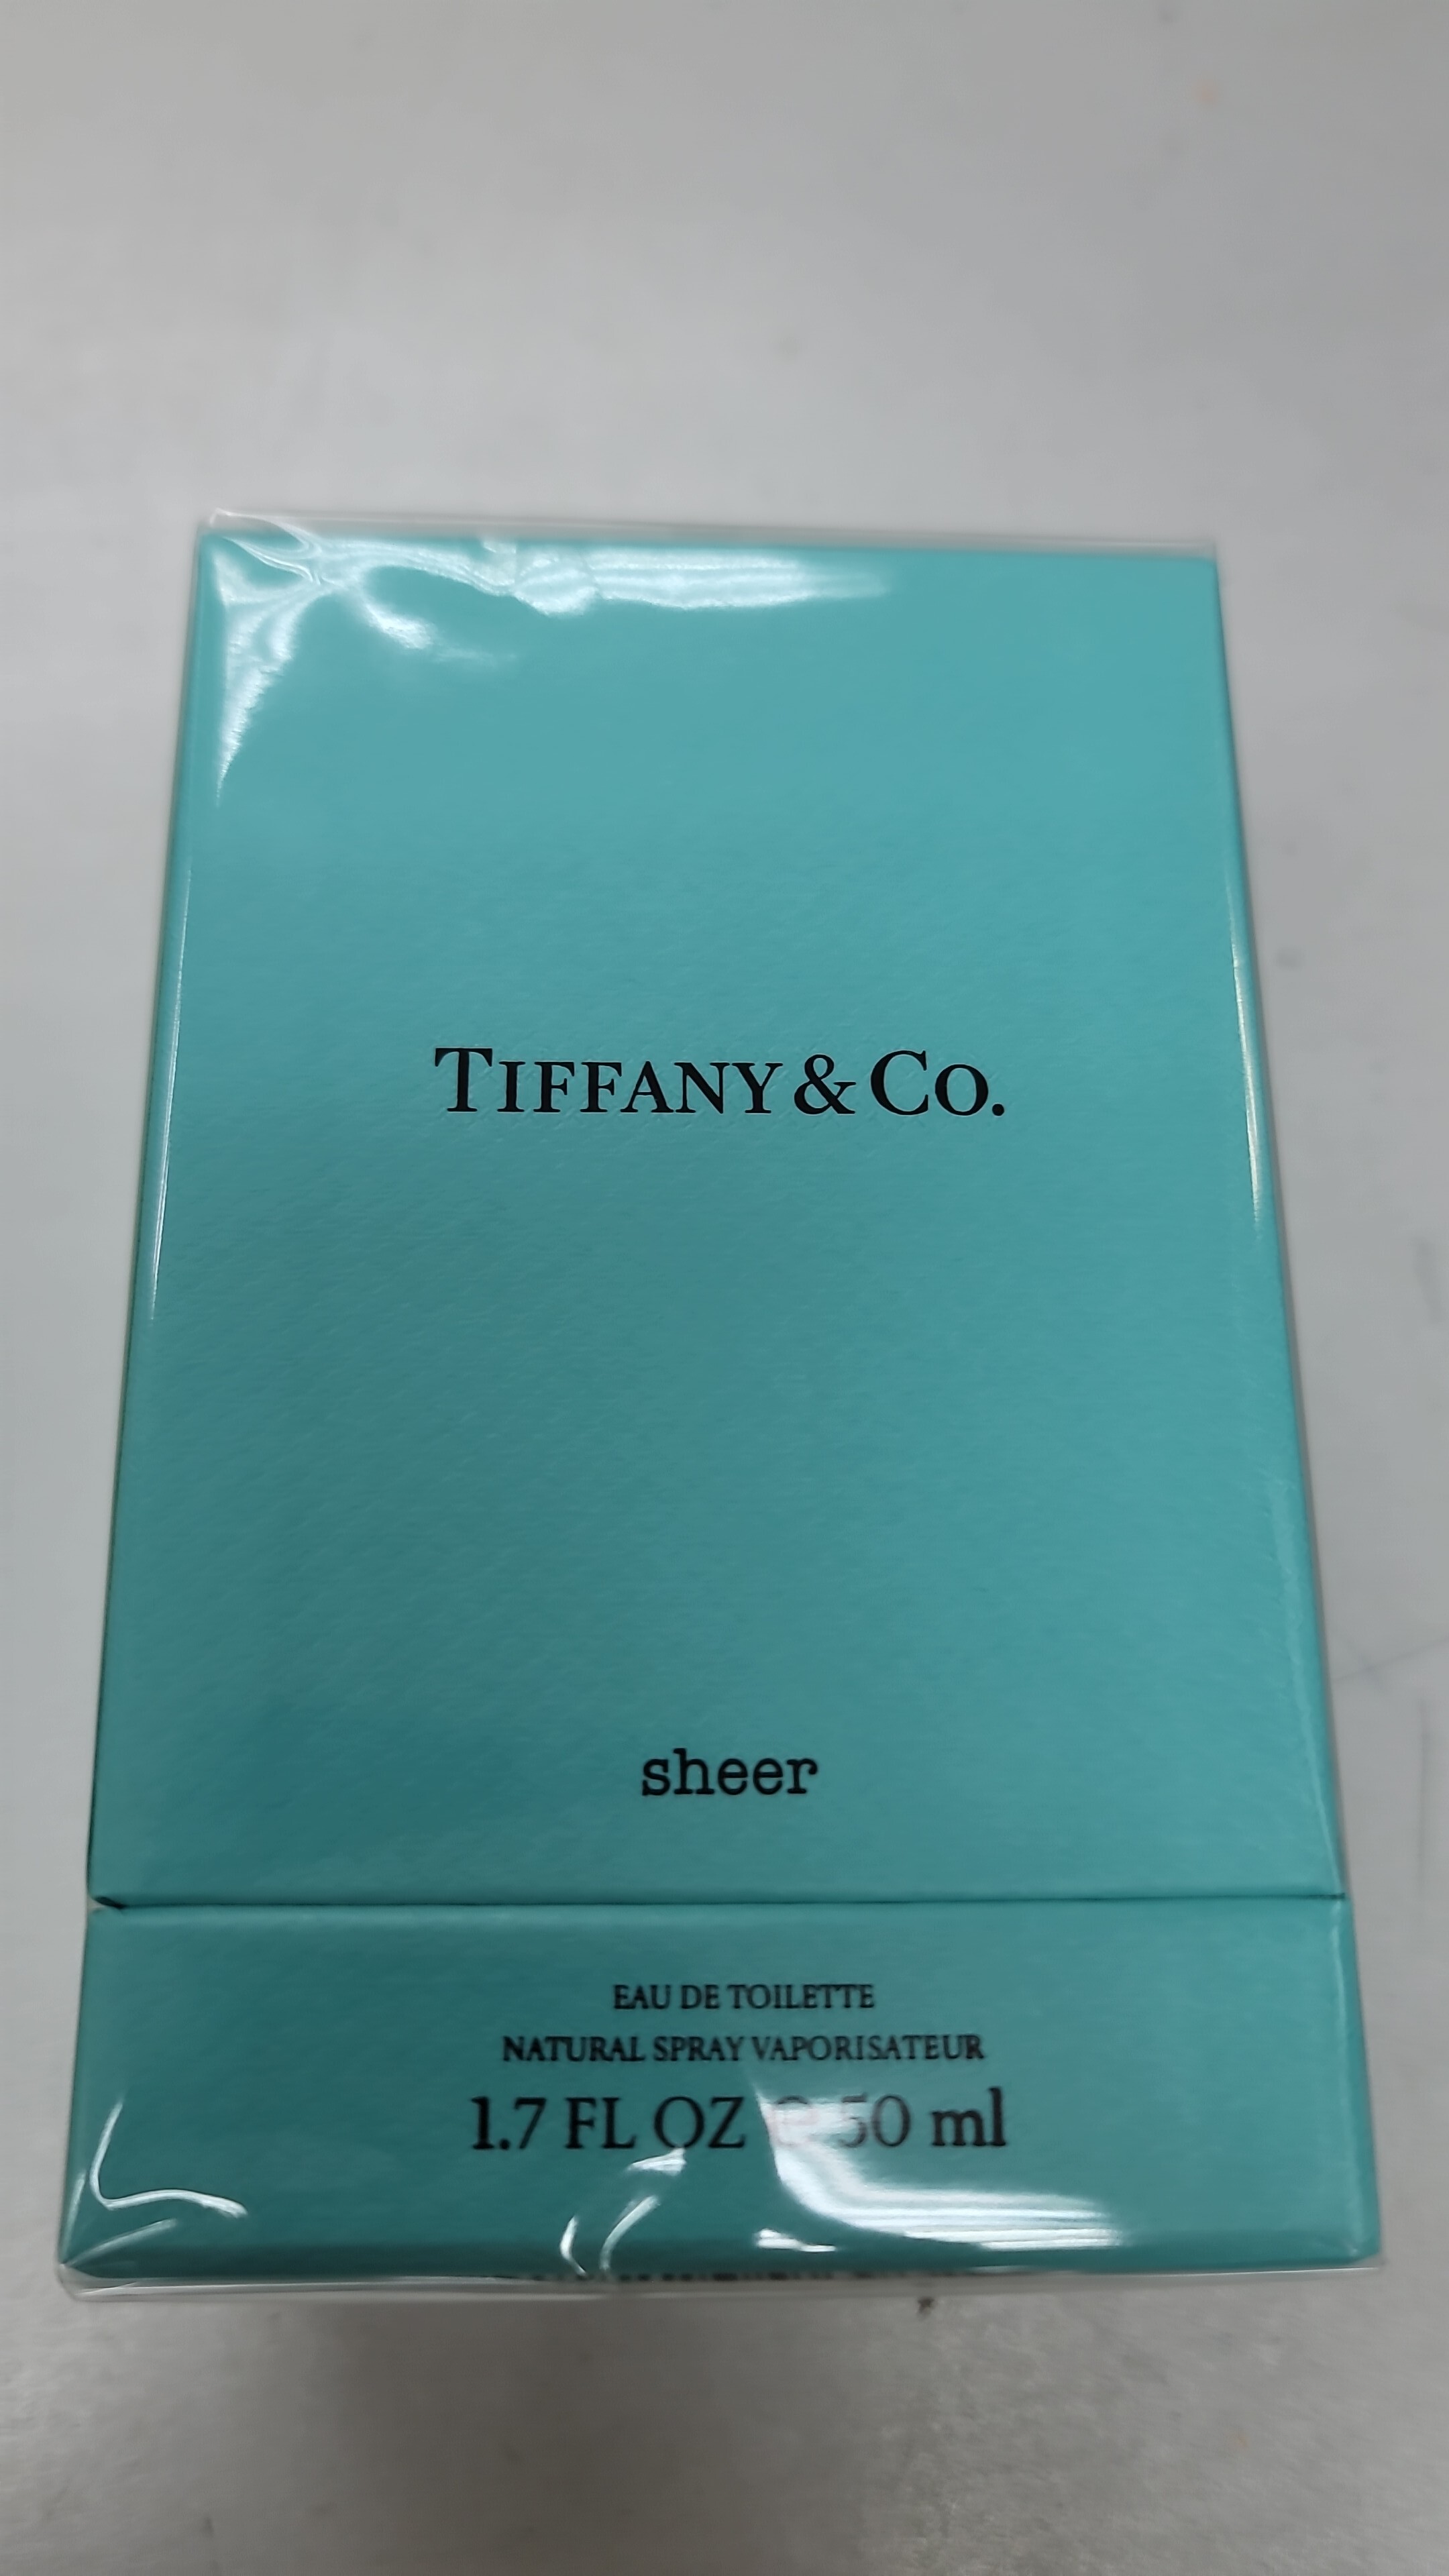 TIFFANY & CO.
sheer
EAU DE TOILETTE
NATURAL SPRAY VAPORISATEUR
1.7 FL OZ ℮ 50 ml